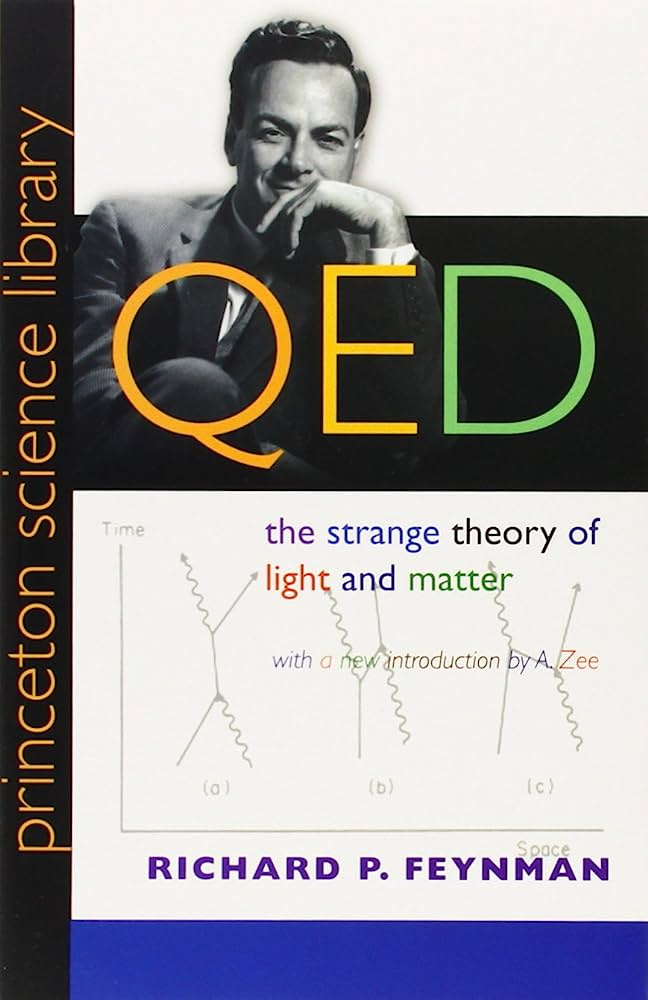 princeton science library
QED
the strange theory of
light and matter
with a new introduction by A. Zee
Time
(a)
(b)
(c)
Space
RICHARD P. FEYNMAN